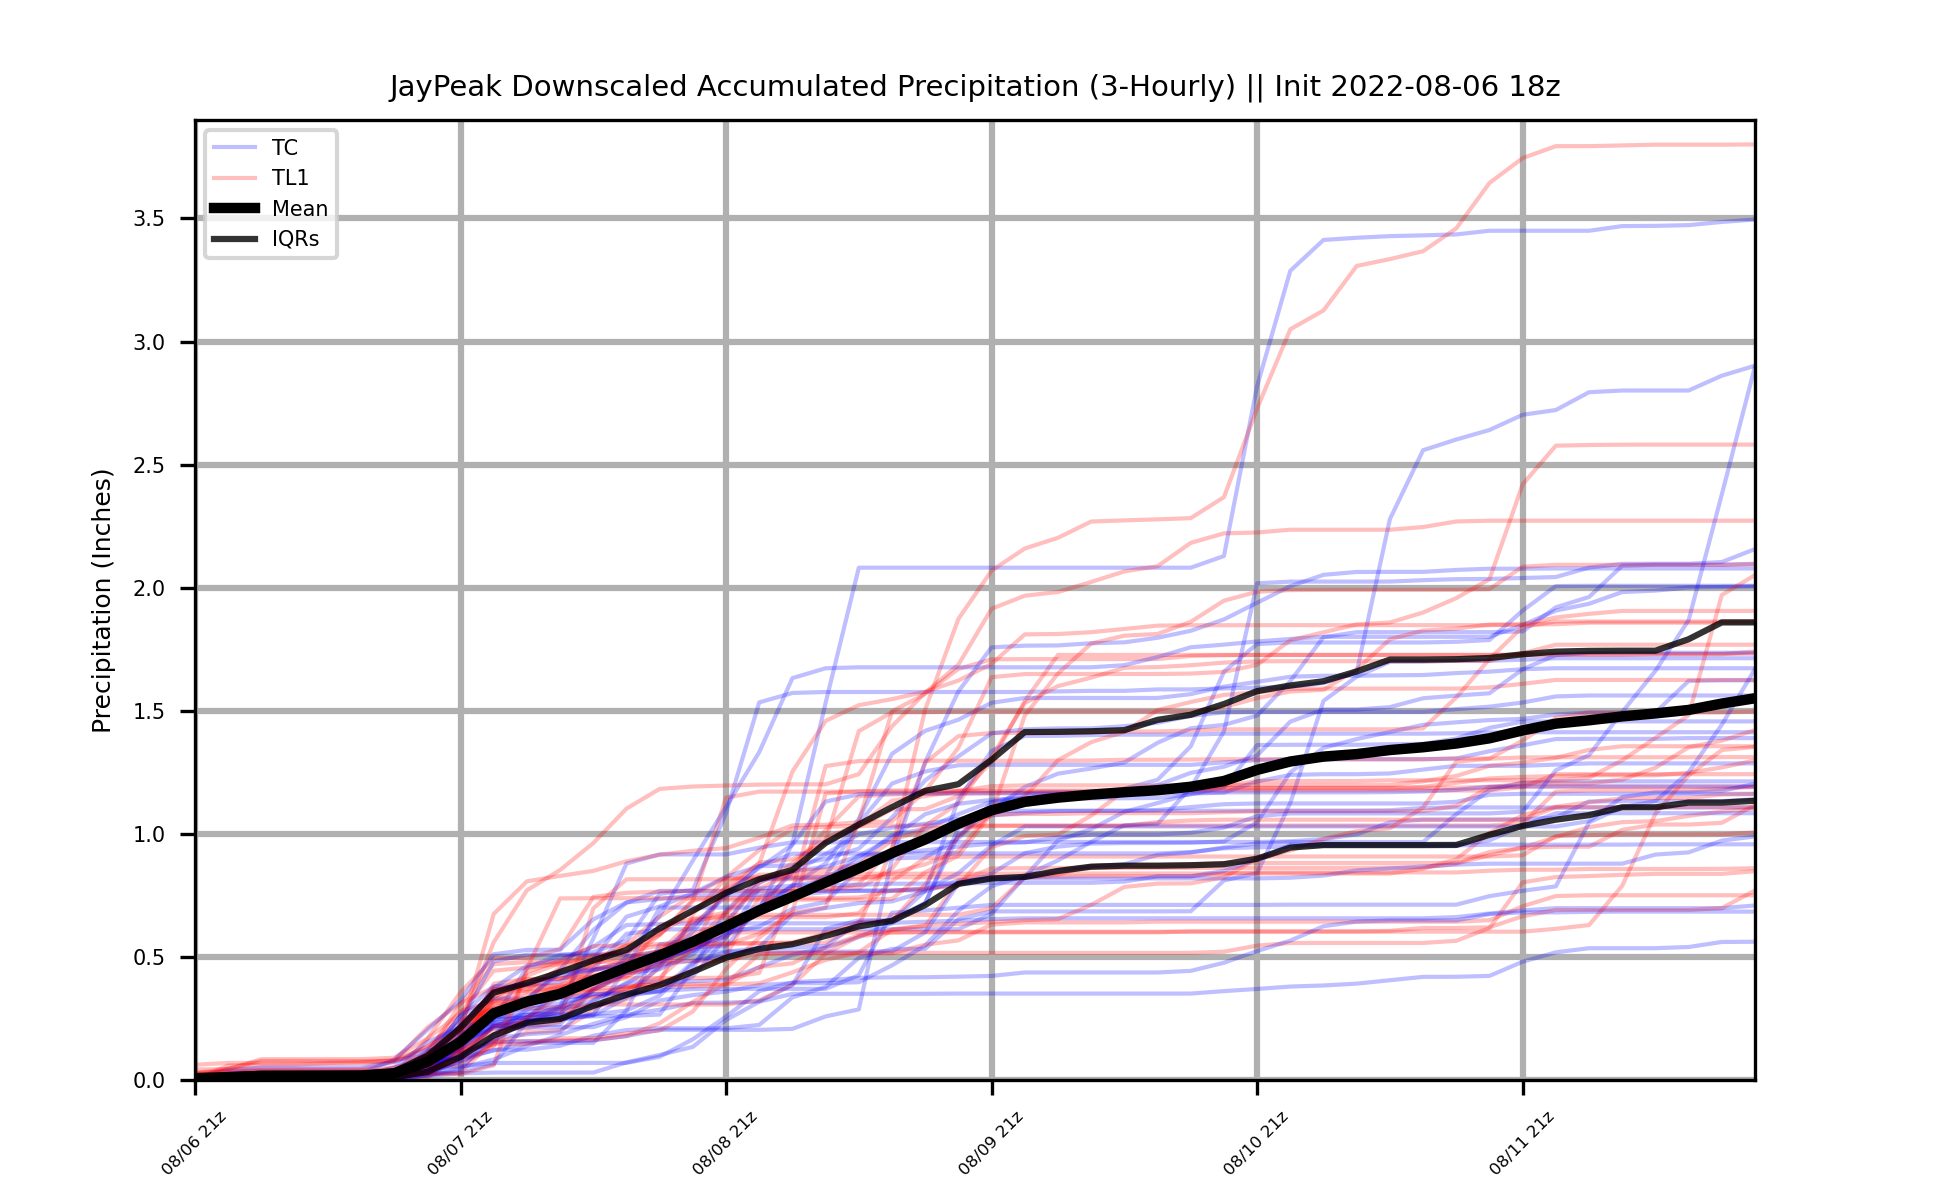 JayPeak Downscaled Accumulated Precipitation (3-Hourly) || Init 2022-08-06 18z
TC
TL1
Mean
IQRs
Precipitation (Inches)
3.5
3.0
2.5
2.0
1.5
1.0
0.5
0.0
08/06 21z
08/07 21z
08/08 21z
08/09 21z
08/10 21z
08/11 21z